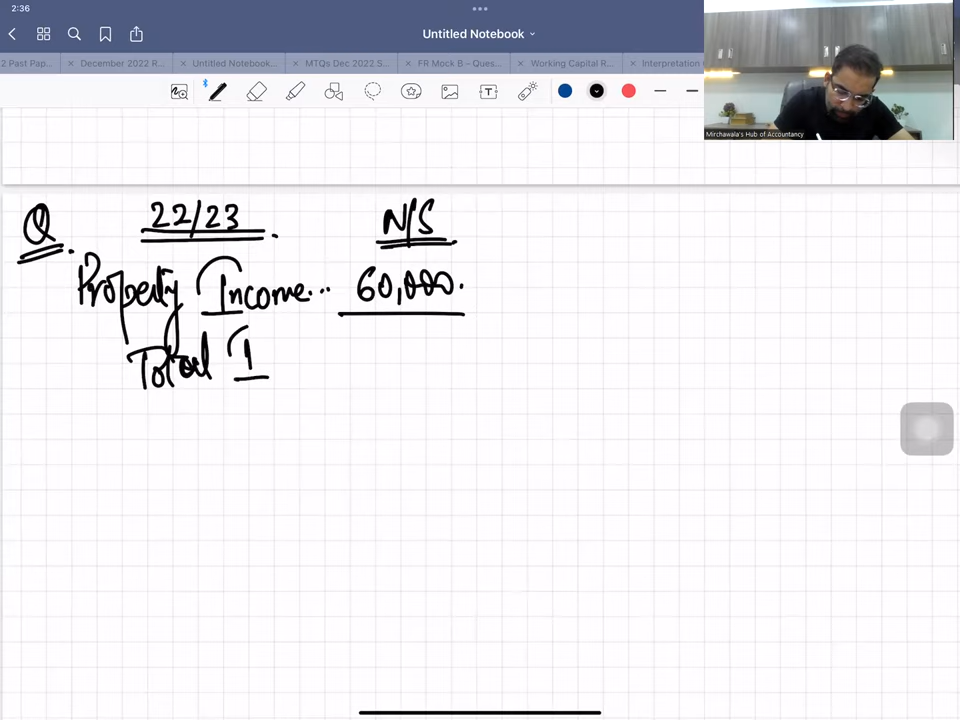 2:36
Untitled Notebook
2 Past Pap...
December 2022 R...
Untitled Notebook...
MTQs Dec 2022 S...
FR Mock B – Ques...
Working Capital R...
Interpretation
Mirchawala's Hub of Accountancy
Q. 22/23. N/S
Property Income... 60,000.
Total I